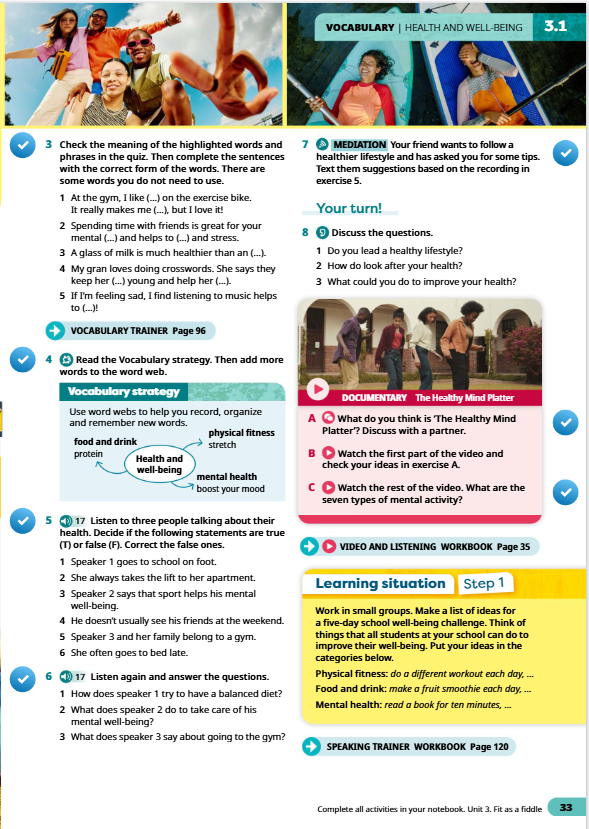 VOCABULARY | HEALTH AND WELL-BEING 3.1
3 Check the meaning of the highlighted words and
phrases in the quiz. Then complete the sentences
with the correct form of the words. There are
some words you do not need to use.
1 At the gym, I like (...) on the exercise bike.
It really makes me (...), but I love it!
2 Spending time with friends is great for your
mental (...) and helps to (...) and stress.
3 A glass of milk is much healthier than an (...).
4 My gran loves doing crosswords. She says they
keep her (...) young and help her (...).
5 If I'm feeling sad, I find listening to music helps
to (...)!
VOCABULARY TRAINER Page 96
4 Read the Vocabulary strategy. Then add more
words to the word web.
Vocabulary strategy
Use word webs to help you record, organize
and remember new words.
food and drink
protein
Health and
well-being
physical fitness
stretch
mental health
boost your mood
5 17 Listen to three people talking about their
health. Decide if the following statements are true
(T) or false (F). Correct the false ones.
1 Speaker 1 goes to school on foot.
2 She always takes the lift to her apartment.
3 Speaker 2 says that sport helps his mental
well-being.
4 He doesn't usually see his friends at the weekend.
5 Speaker 3 and her family belong to a gym.
6 She often goes to bed late.
6 17 Listen again and answer the questions.
1 How does speaker 1 try to have a balanced diet?
2 What does speaker 2 do to take care of his
mental well-being?
3 What does speaker 3 say about going to the gym?
7 MEDIATION Your friend wants to follow a
healthier lifestyle and has asked you for some tips.
Text them suggestions based on the recording in
exercise 5.
Your turn!
8 Discuss the questions.
1 Do you lead a healthy lifestyle?
2 How do look after your health?
3 What could you do to improve your health?
DOCUMENTARY The Healthy Mind Platter
A What do you think is 'The Healthy Mind
Platter'? Discuss with a partner.
B Watch the first part of the video and
check your ideas in exercise A.
C Watch the rest of the video. What are the
seven types of mental activity?
VIDEO AND LISTENING WORKBOOK Page 35
Learning situation Step 1
Work in small groups. Make a list of ideas for
a five-day school well-being challenge. Think of
things that all students at your school can do to
improve their well-being. Put your ideas in the
categories below.
Physical fitness: do a different workout each day, ...
Food and drink: make a fruit smoothie each day, ...
Mental health: read a book for ten minutes, ...
SPEAKING TRAINER WORKBOOK Page 120
Complete all activities in your notebook. Unit 3. Fit as a fiddle 33